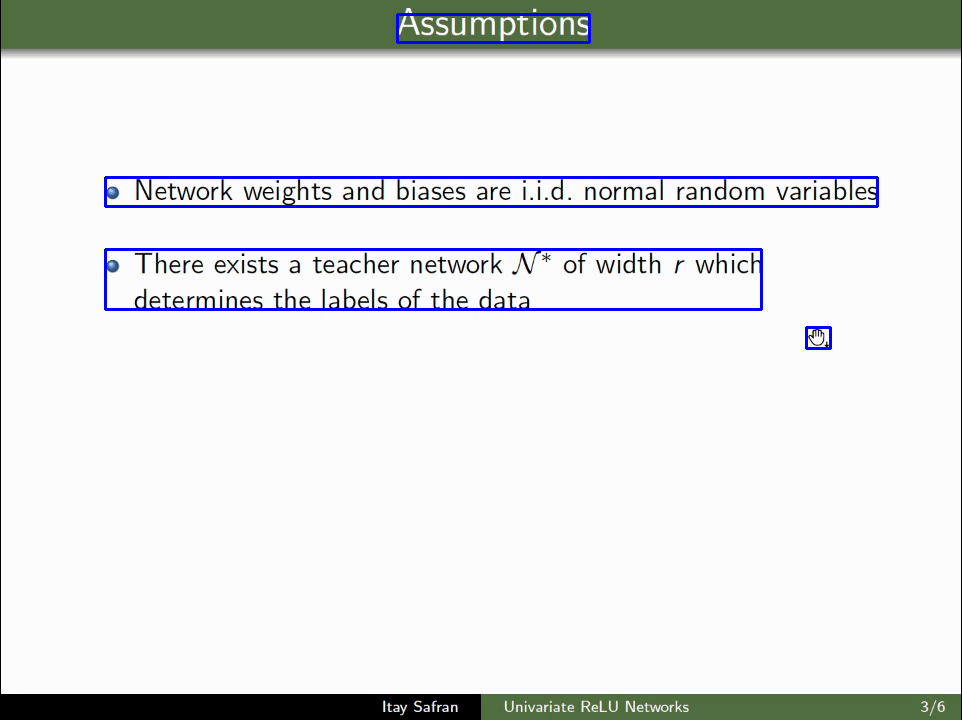 Assumptions
Network weights and biases are i.i.d. normal random variables
There exists a teacher network 𝒩* of width r which
determines the labels of the data
Itay Safran
Univariate ReLU Networks
3/6